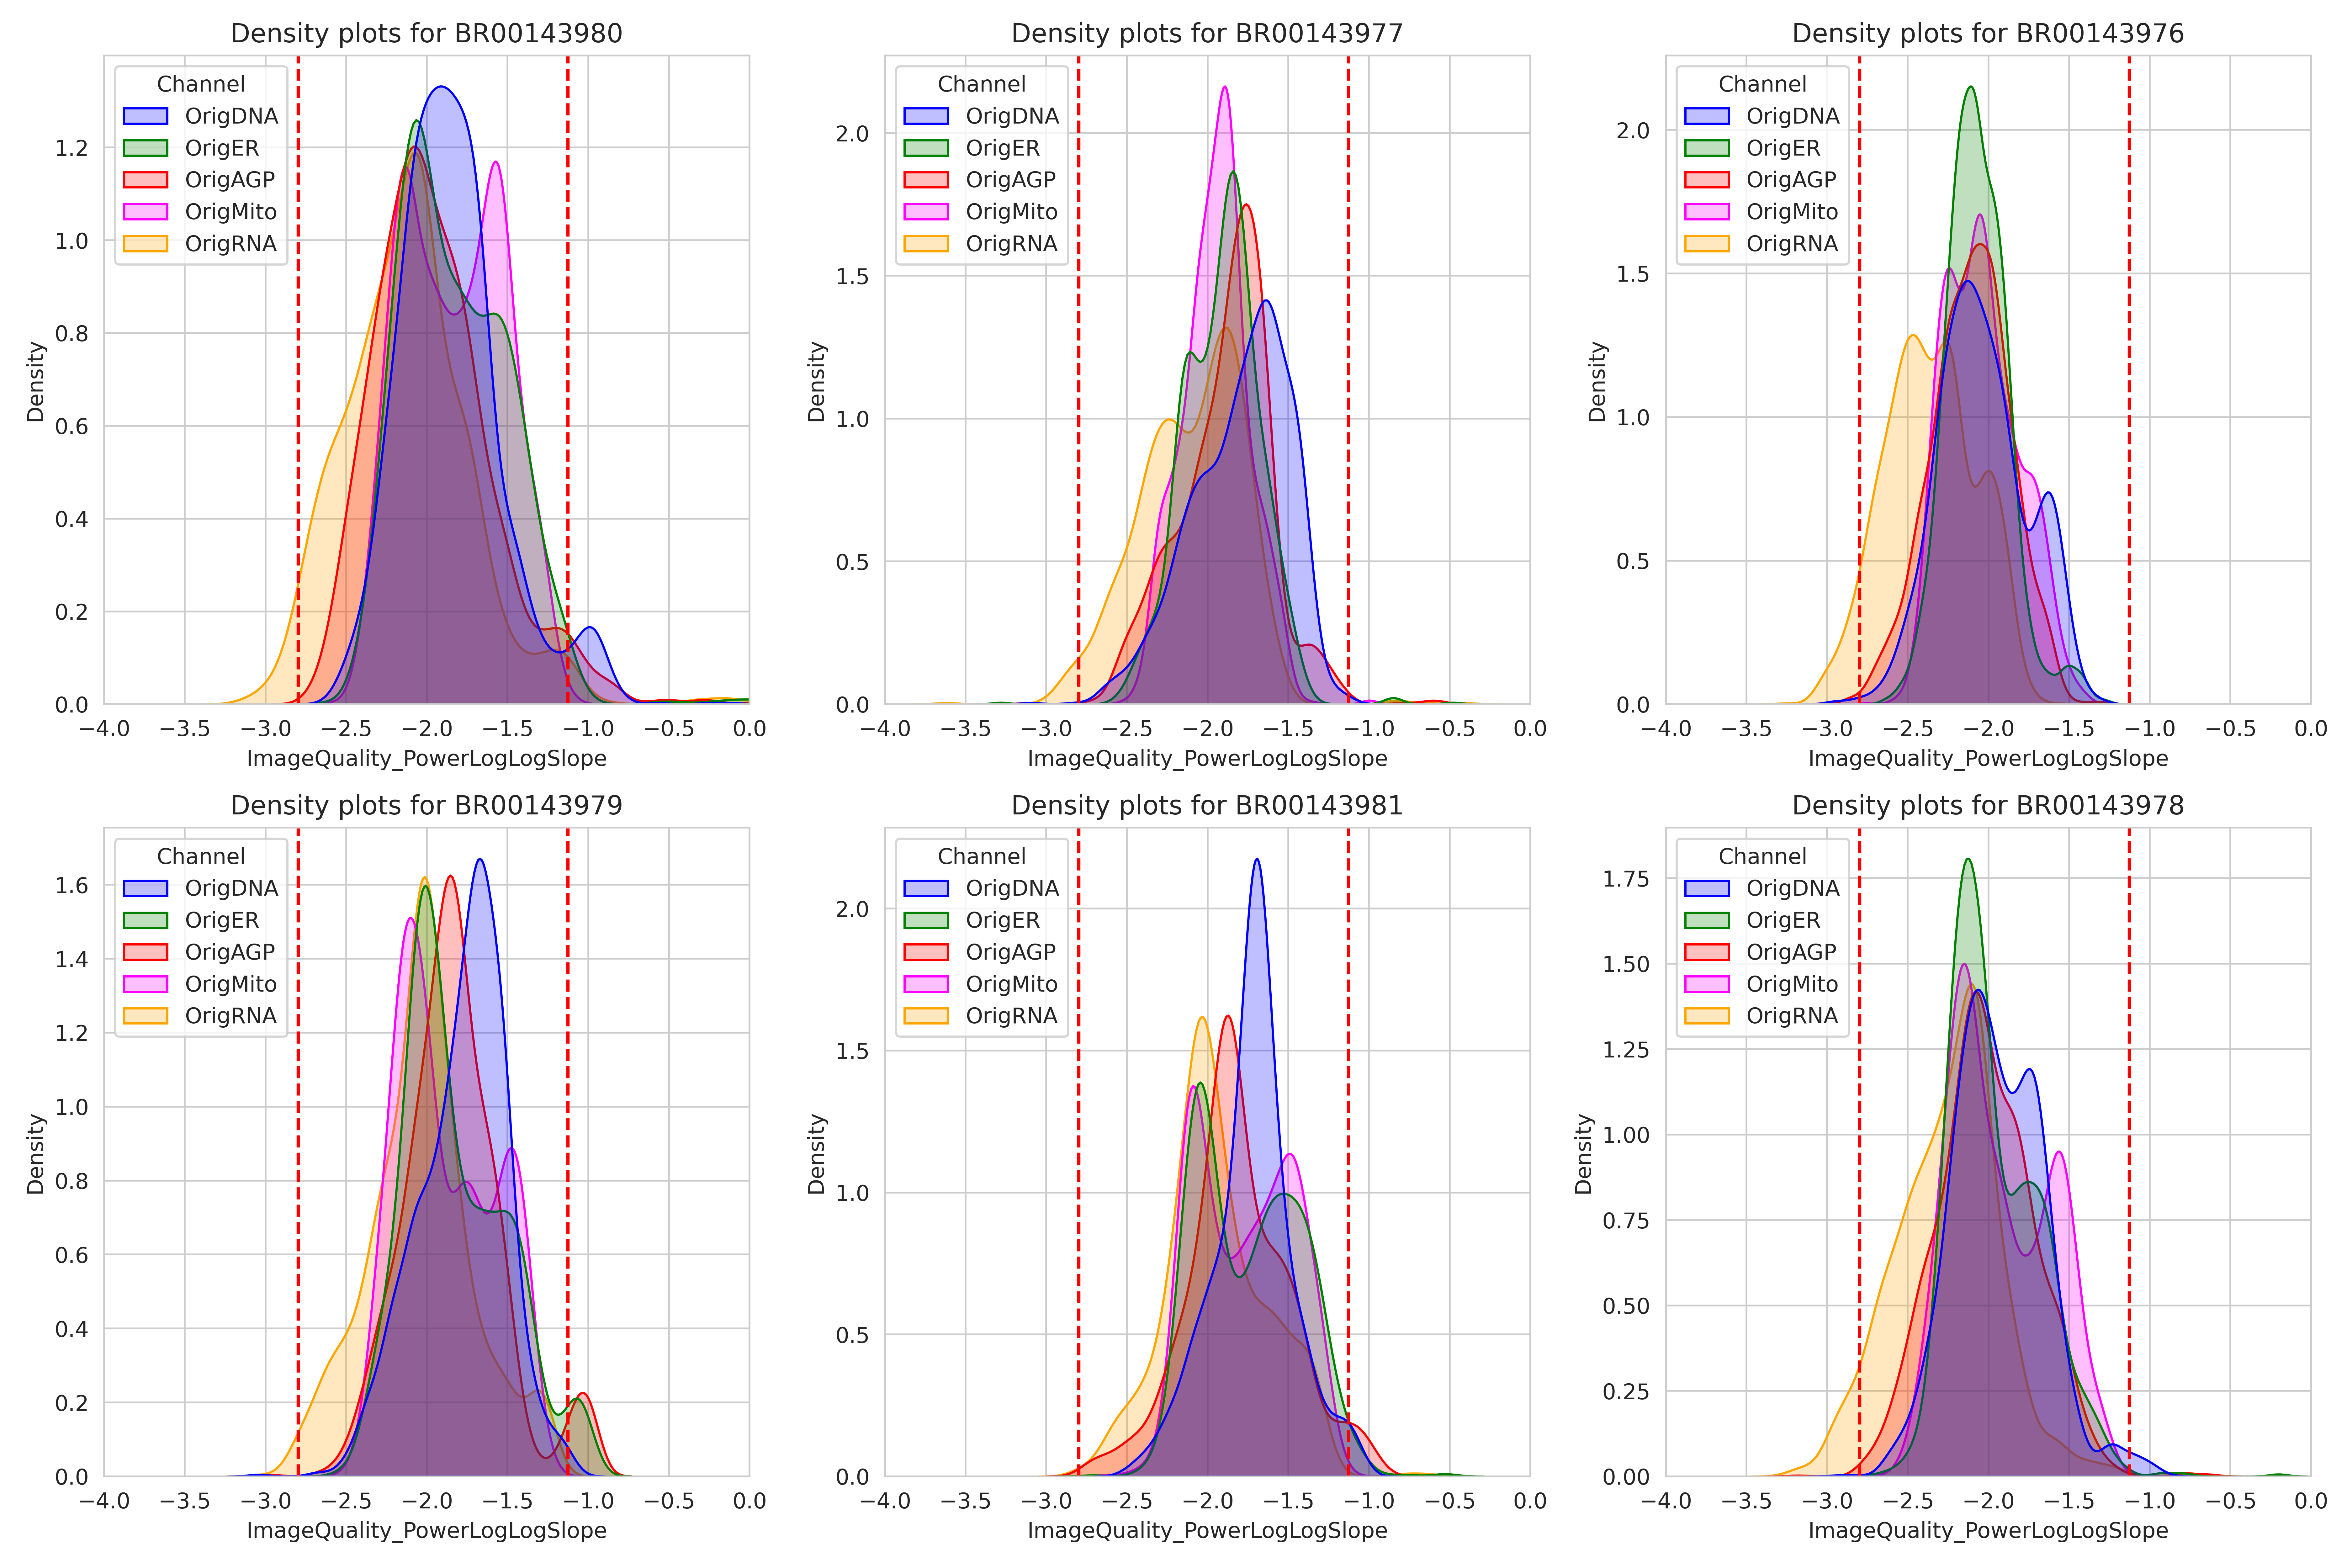 Density plots for BR00143980
Channel
OrigDNA
OrigER
OrigAGP
OrigMito
OrigRNA
Density
1.2
1.0
0.8
0.6
0.4
0.2
0.0
−4.0 −3.5 −3.0 −2.5 −2.0 −1.5 −1.0 −0.5 0.0
ImageQuality_PowerLogLogSlope
Density plots for BR00143977
Channel
OrigDNA
OrigER
OrigAGP
OrigMito
OrigRNA
Density
2.0
1.5
1.0
0.5
0.0
−4.0 −3.5 −3.0 −2.5 −2.0 −1.5 −1.0 −0.5 0.0
ImageQuality_PowerLogLogSlope
Density plots for BR00143976
Channel
OrigDNA
OrigER
OrigAGP
OrigMito
OrigRNA
Density
2.0
1.5
1.0
0.5
0.0
−4.0 −3.5 −3.0 −2.5 −2.0 −1.5 −1.0 −0.5 0.0
ImageQuality_PowerLogLogSlope
Density plots for BR00143979
Channel
OrigDNA
OrigER
OrigAGP
OrigMito
OrigRNA
Density
1.6
1.4
1.2
1.0
0.8
0.6
0.4
0.2
0.0
−4.0 −3.5 −3.0 −2.5 −2.0 −1.5 −1.0 −0.5 0.0
ImageQuality_PowerLogLogSlope
Density plots for BR00143981
Channel
OrigDNA
OrigER
OrigAGP
OrigMito
OrigRNA
Density
2.0
1.5
1.0
0.5
0.0
−4.0 −3.5 −3.0 −2.5 −2.0 −1.5 −1.0 −0.5 0.0
ImageQuality_PowerLogLogSlope
Density plots for BR00143978
Channel
OrigDNA
OrigER
OrigAGP
OrigMito
OrigRNA
Density
1.75
1.50
1.25
1.00
0.75
0.50
0.25
0.00
−4.0 −3.5 −3.0 −2.5 −2.0 −1.5 −1.0 −0.5 0.0
ImageQuality_PowerLogLogSlope